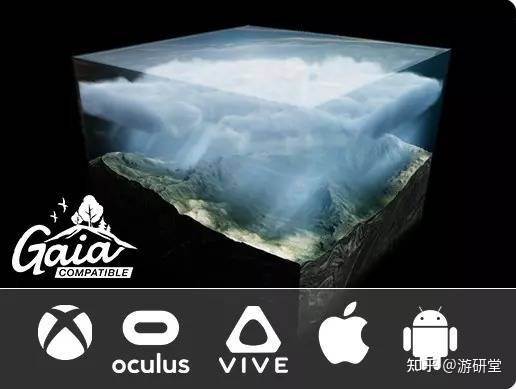 Gaia
COMPATIBLE
oculus
VIVE
知乎 @游研堂